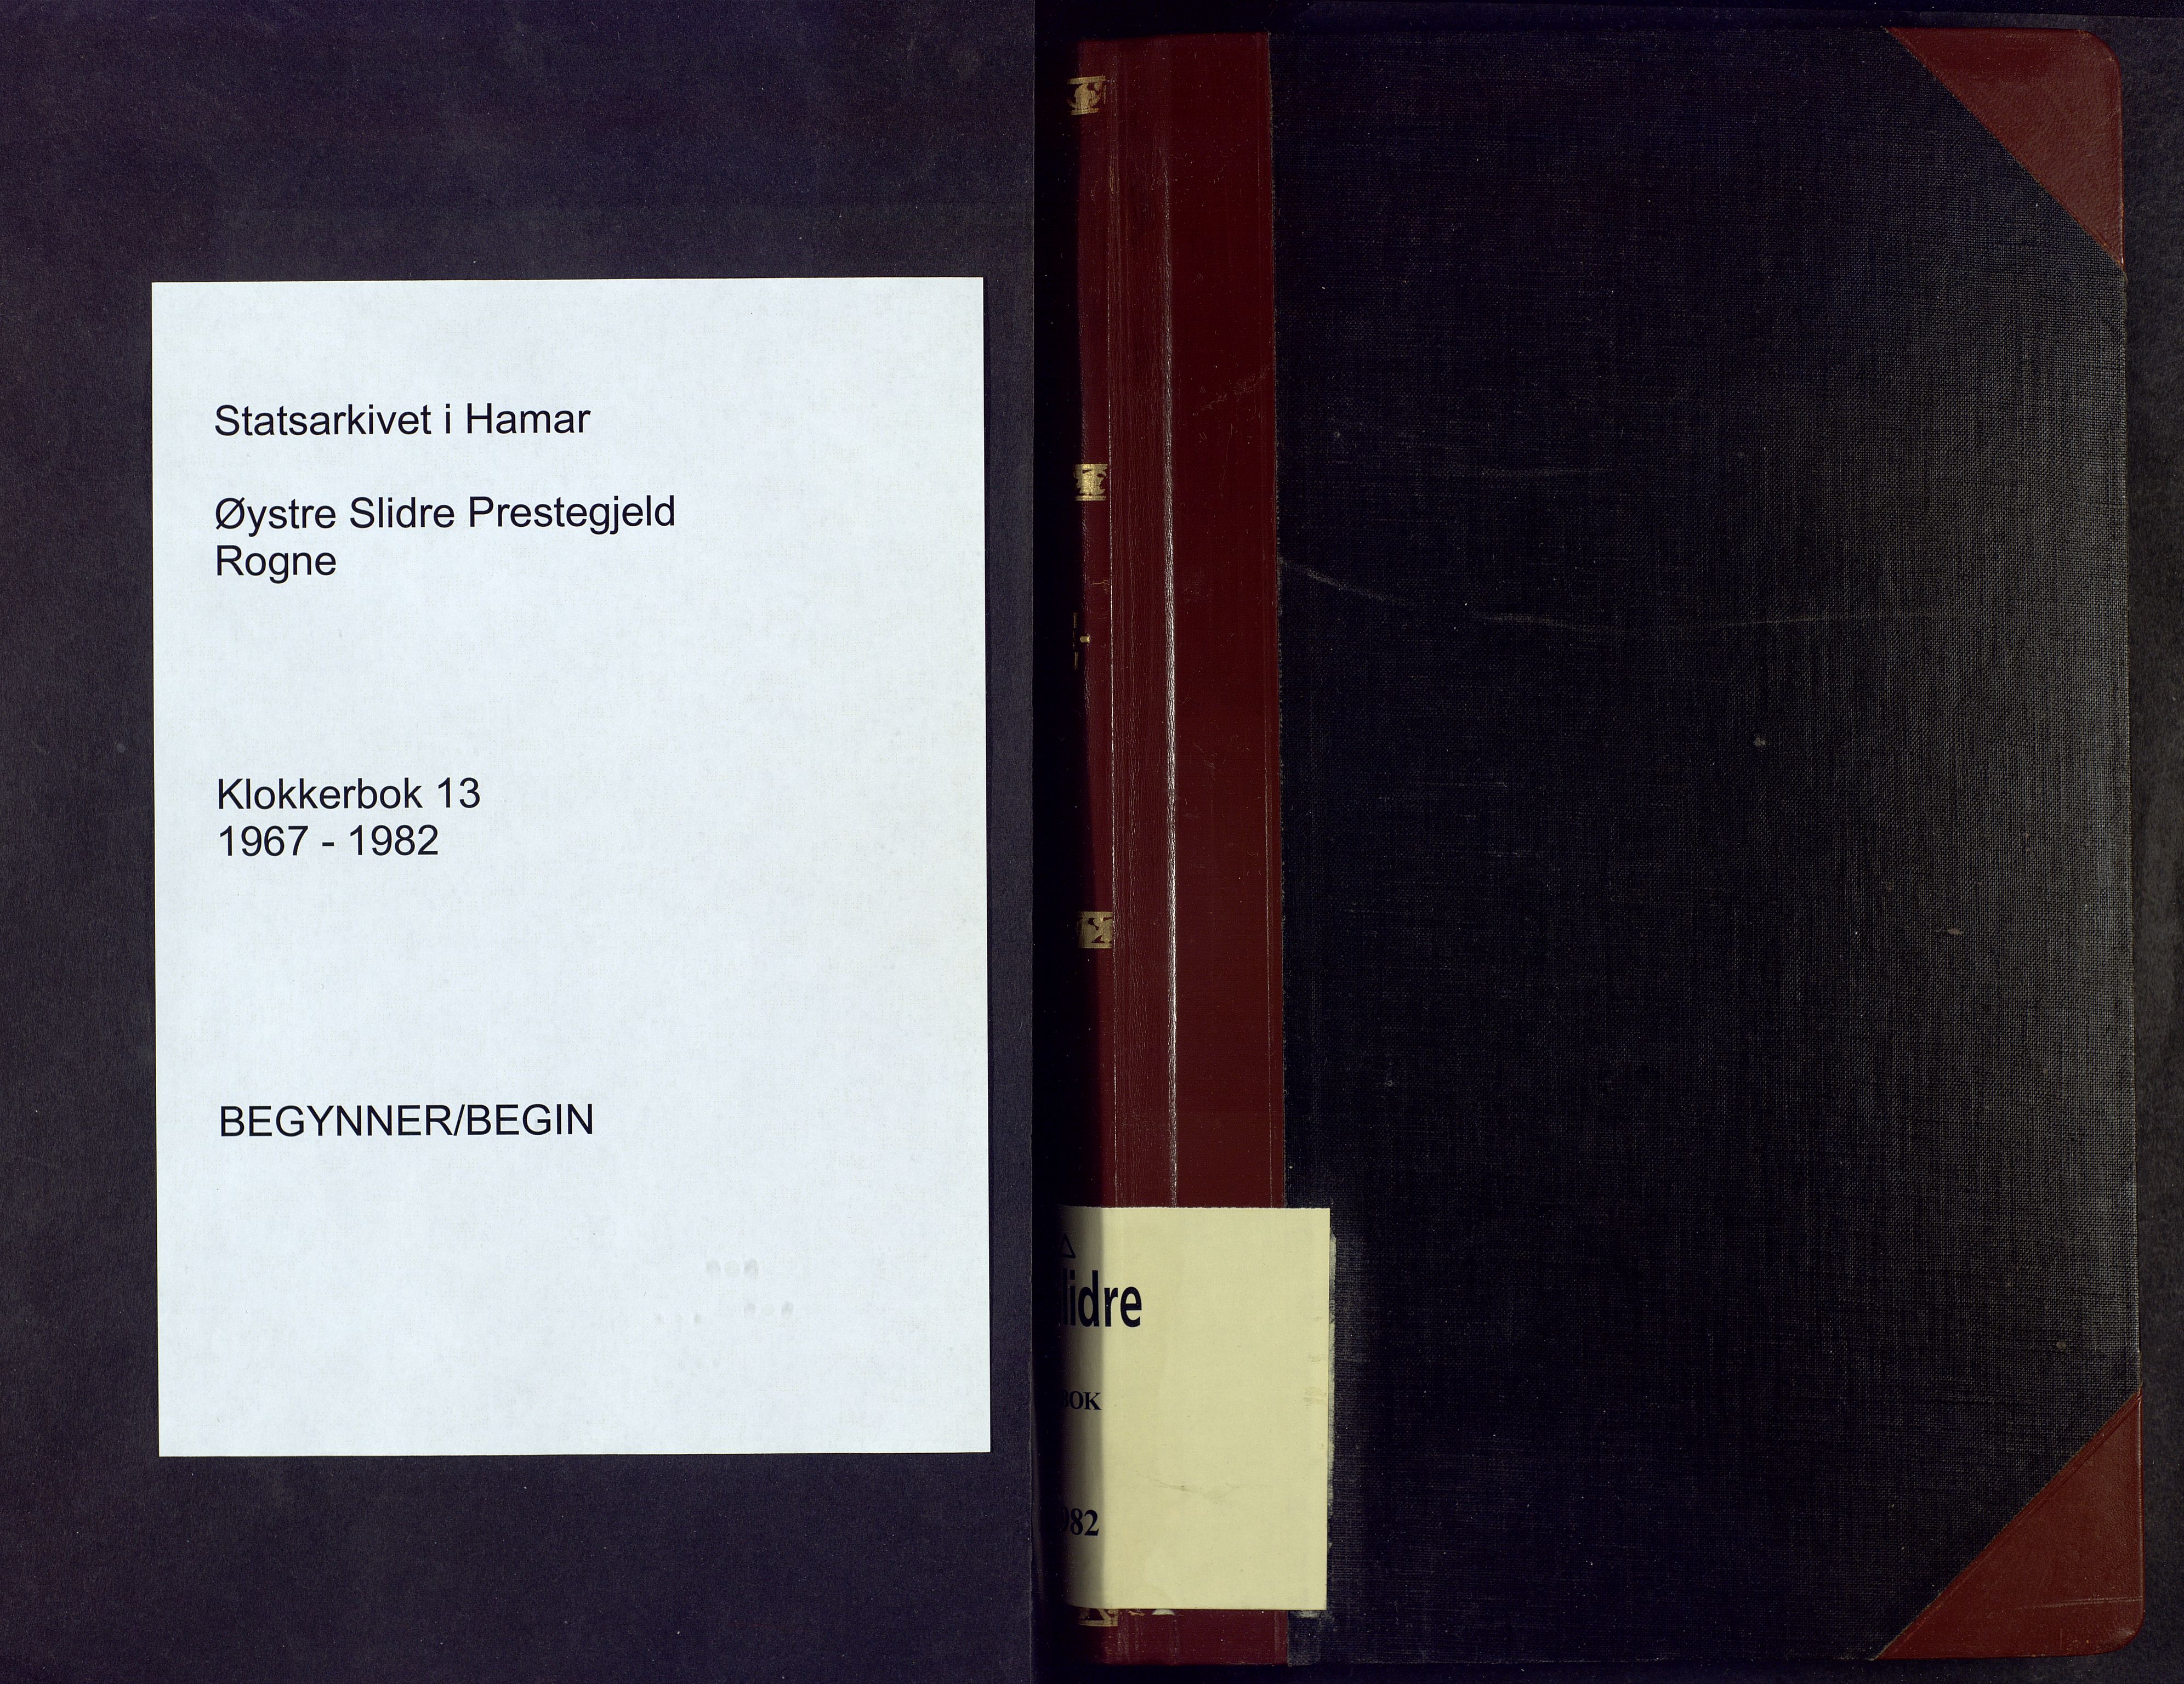 Statsarkivet i Hamar
Øystre Slidre Prestegjeld
Rogne
Klokkerbok 13
1967 - 1982
BEGYNNER/BEGIN
lidre
BOK
982